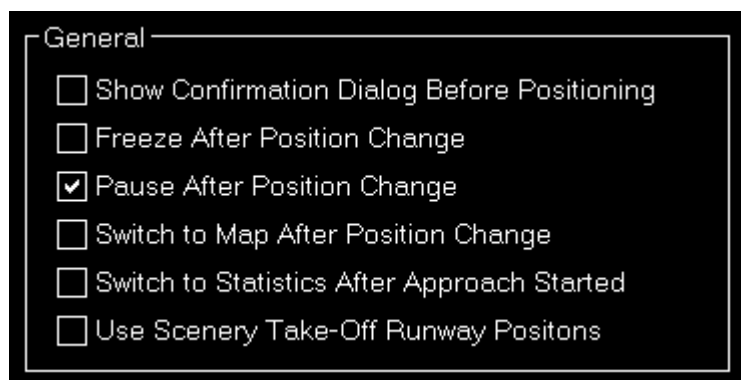 General
Show Confirmation Dialog Before Positioning
Freeze After Position Change
Pause After Position Change
Switch to Map After Position Change
Switch to Statistics After Approach Started
Use Scenery Take-Off Runway Positons